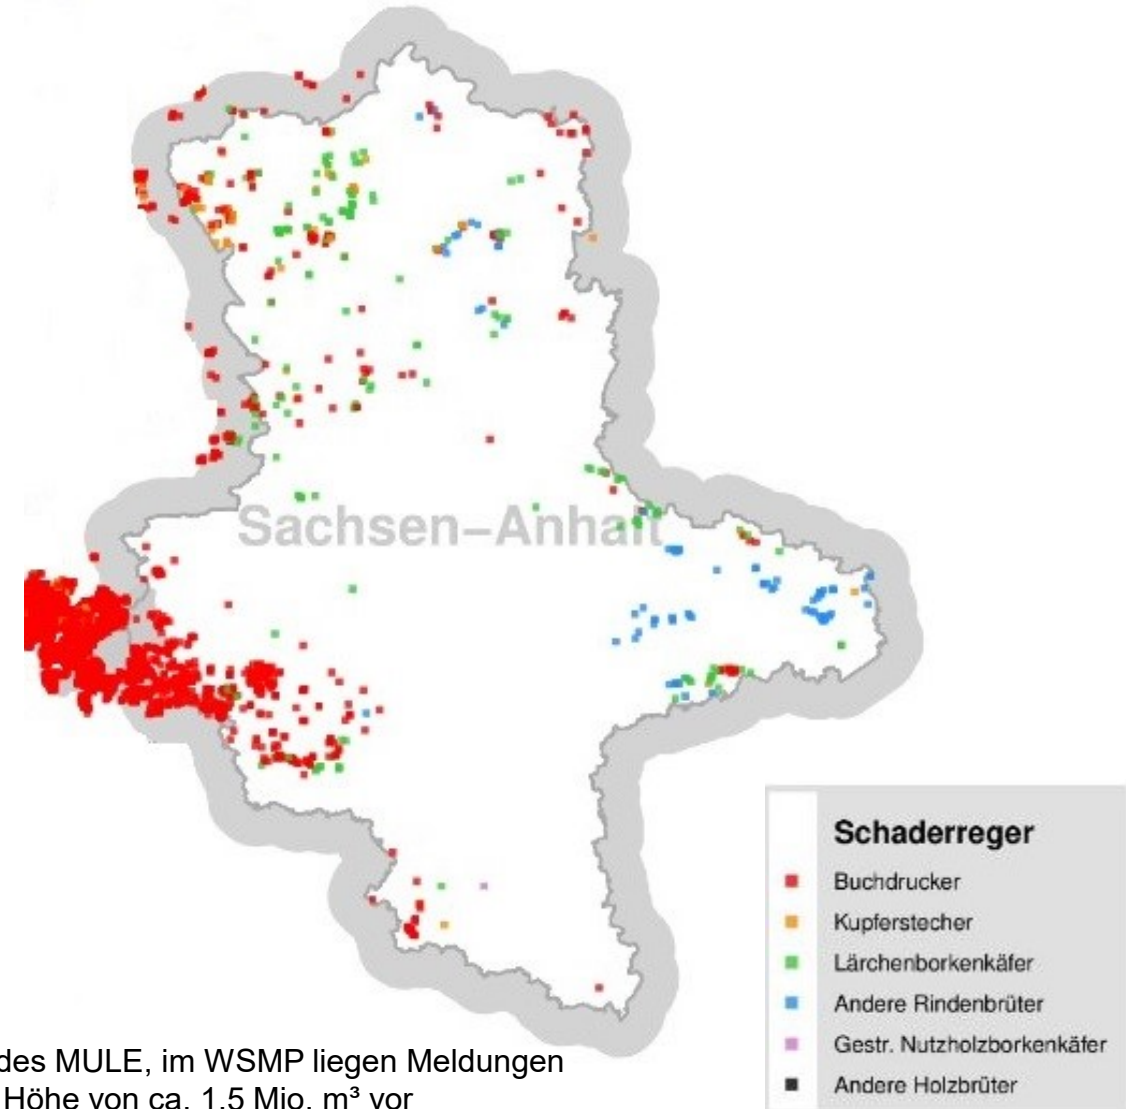 Sachsen–Anhalt
Schaderreger
Buchdrucker
Kupferstecher
Lärchenborkenkäfer
Andere Rindenbrüter
Gestr. Nutzholzborkenkäfer
Andere Holzbrüter
des MULE, im WSMP liegen Meldungen
Höhe von ca. 1,5 Mio. m³ vor